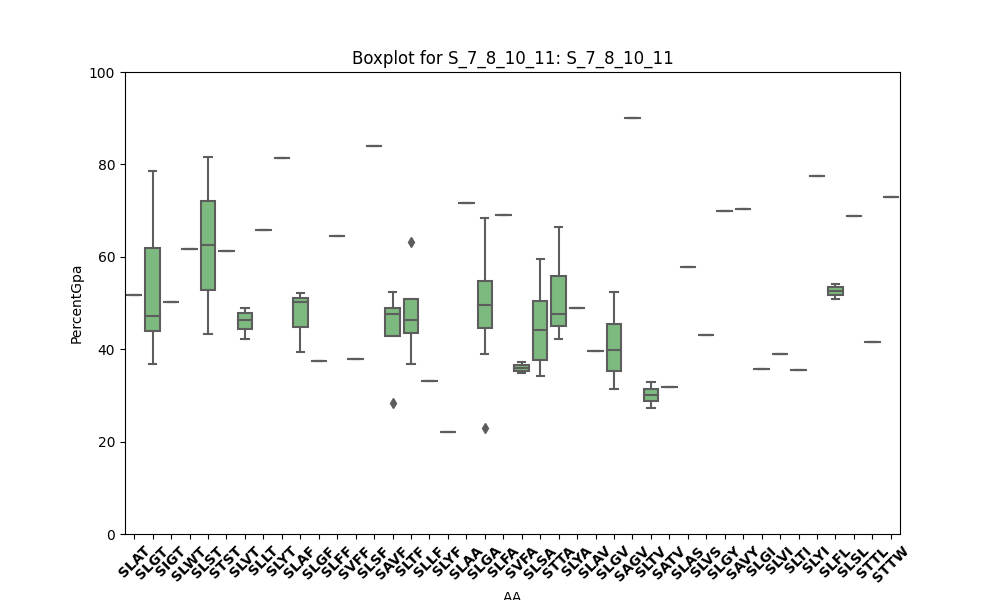 Boxplot for S_7_8_10_11: S_7_8_10_11
PercentGpa
100
80
60
40
20
0
SLAT
SLGT
SIGT
SLWT
SLST
STST
SLVT
SLLT
SLYT
SLAF
SLGF
SLFF
SVFF
SLSF
SAVF
SLTF
SLLF
SLYF
SLAA
SLGA
SLFA
SVFA
SLSA
STTA
SLYA
SLAV
SLGV
SAGV
SLTV
SATV
SLAS
SLVS
SLGY
SAVY
SLGI
SLVI
SLTI
SLYI
SLFL
SLSL
STTL
STTW
AA